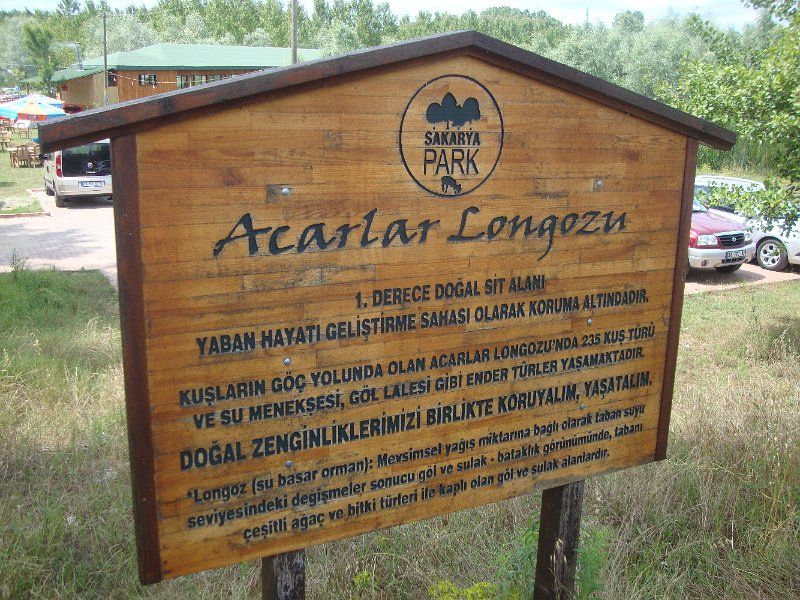 SAKARYA
PARK
Acarlar Longozu
1. DERECE DOĞAL SİT ALANI
YABAN HAYATI GELİŞTİRME SAHASI OLARAK KORUMA ALTINDADIR.
KUŞLARIN GÖÇ YOLUNDA OLAN ACARLAR LONGOZU'NDA 235 KUŞ TÜRÜ
VE SU MENEKŞESİ, GÖL LALESİ GİBİ ENDER TÜRLER YAŞAMAKTADIR.
DOĞAL ZENGİNLİKLERİMİZİ BİRLİKTE KORUYALIM, YAŞATALIM.
*Longoz (su basar orman): Mevsimsel yağış miktarına bağlı olarak taban suyu
seviyesindeki değişmeler sonucu göl ve sulak - bataklık görünümünde, tabanı
çeşitli ağaç ve bitki türleri ile kaplı olan göl ve sulak alanlardır.